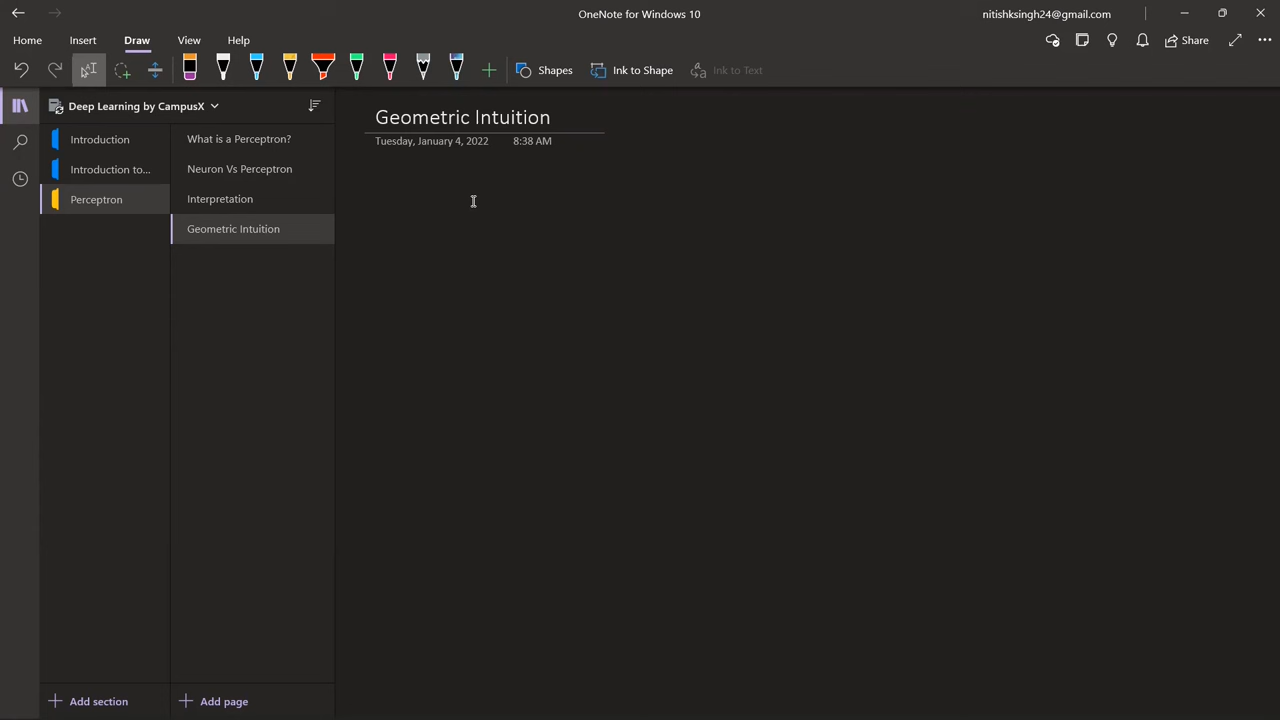 OneNote for Windows 10
nitishksingh24@gmail.com
Home
Insert
Draw
View
Help
Share
Shapes
Ink to Shape
Ink to Text
Deep Learning by CampusX
Introduction
Introduction to...
Perceptron
What is a Perceptron?
Neuron Vs Perceptron
Interpretation
Geometric Intuition
Geometric Intuition
Tuesday, January 4, 2022 8:38 AM
Add section
Add page